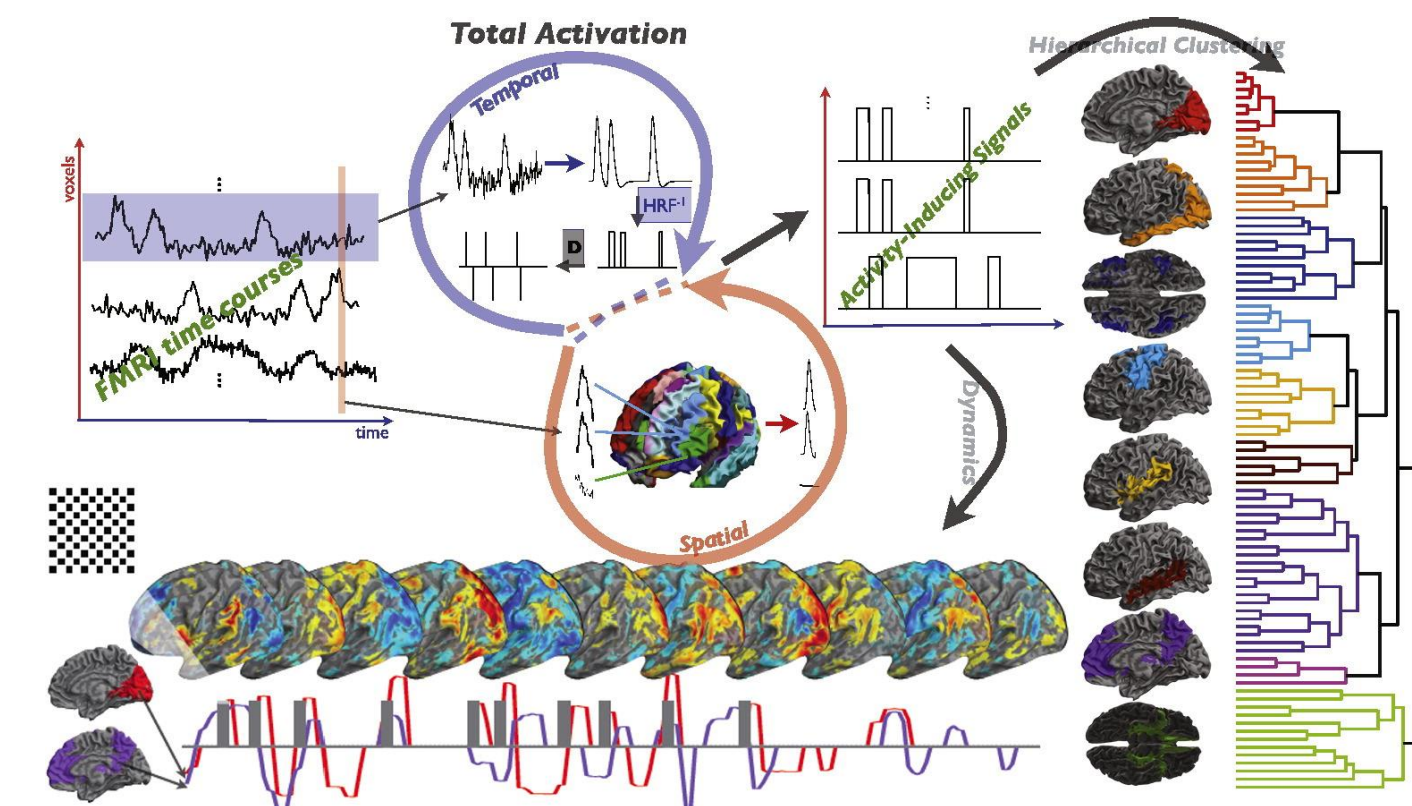 Total Activation
Hierarchical Clustering
Temporal
voxels
HRF-1
D
Activity-Inducing Signals
FMRI time courses
time
Dynamics
Spatial